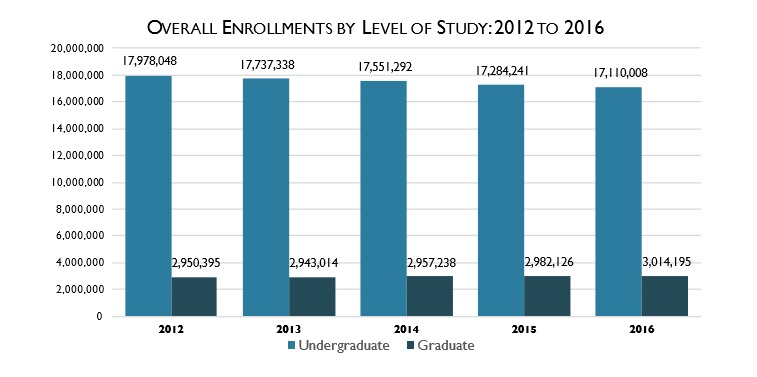 OVERALL ENROLLMENTS BY LEVEL OF STUDY: 2012 TO 2016
20,000,000
18,000,000
16,000,000
14,000,000
12,000,000
10,000,000
8,000,000
6,000,000
4,000,000
2,000,000
0
17,978,048 17,737,338 17,551,292 17,284,241 17,110,008
2,950,395 2,943,014 2,957,238 2,982,126 3,014,195
2012 2013 2014 2015 2016
Undergraduate Graduate